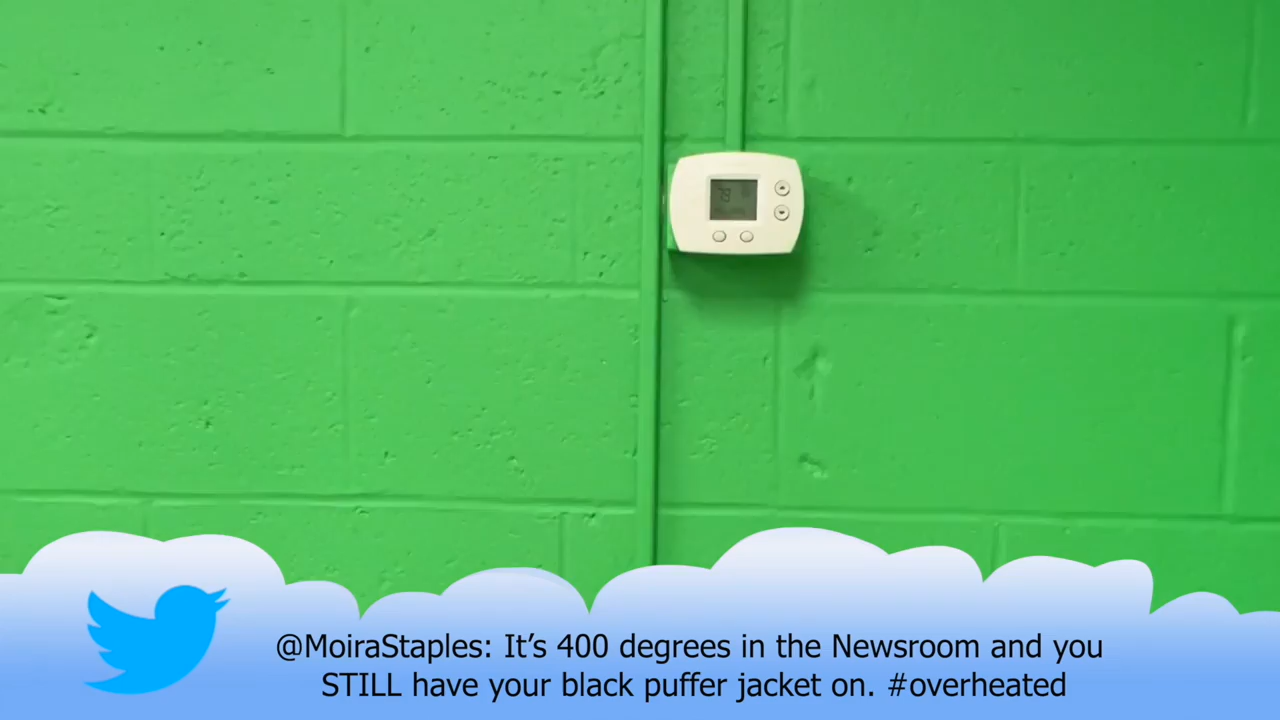 @MoiraStaples: It’s 400 degrees in the Newsroom and you
STILL have your black puffer jacket on. #overheated